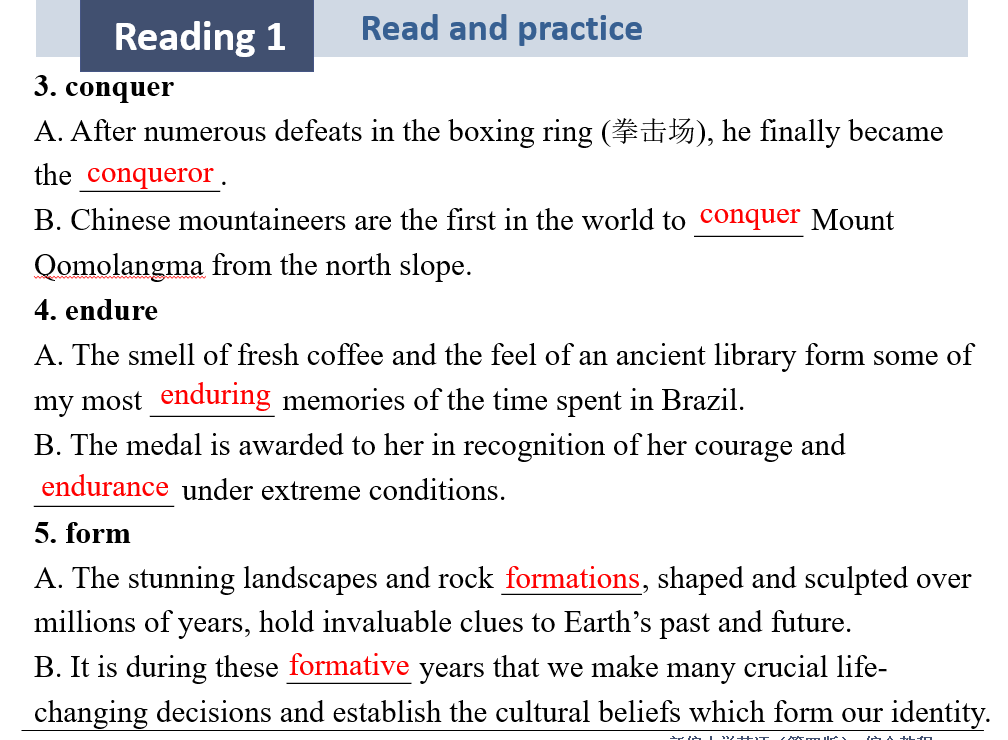 Reading 1
Read and practice
3. conquer
A. After numerous defeats in the boxing ring (拳击场), he finally became
the conqueror.
B. Chinese mountaineers are the first in the world to conquer Mount
Qomolangma from the north slope.
4. endure
A. The smell of fresh coffee and the feel of an ancient library form some of
my most enduring memories of the time spent in Brazil.
B. The medal is awarded to her in recognition of her courage and
endurance under extreme conditions.
5. form
A. The stunning landscapes and rock formations, shaped and sculpted over
millions of years, hold invaluable clues to Earth’s past and future.
B. It is during these formative years that we make many crucial life-
changing decisions and establish the cultural beliefs which form our identity.